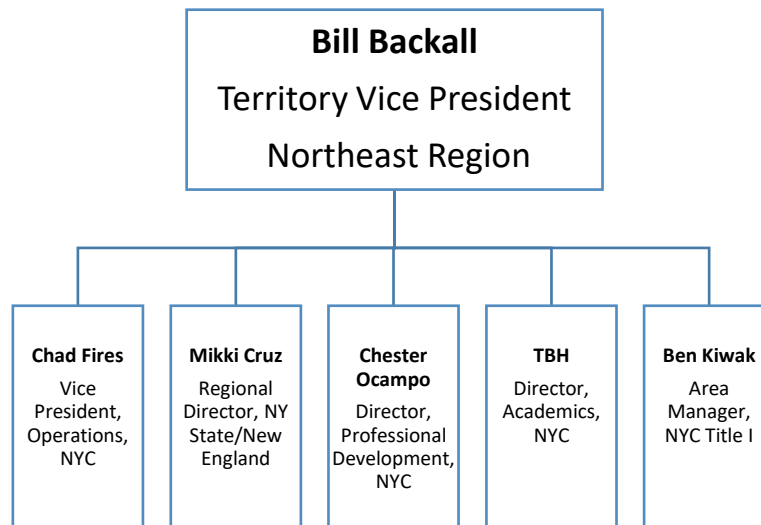 Bill Backall
Territory Vice President
Northeast Region
Chad Fires
Vice
President,
Operations,
NYC
Mikki Cruz
Regional
Director, NY
State/New
England
Chester
Ocampo
Director,
Professional
Development,
NYC
TBH
Director,
Academics,
NYC
Ben Kiwak
Area
Manager,
NYC Title I